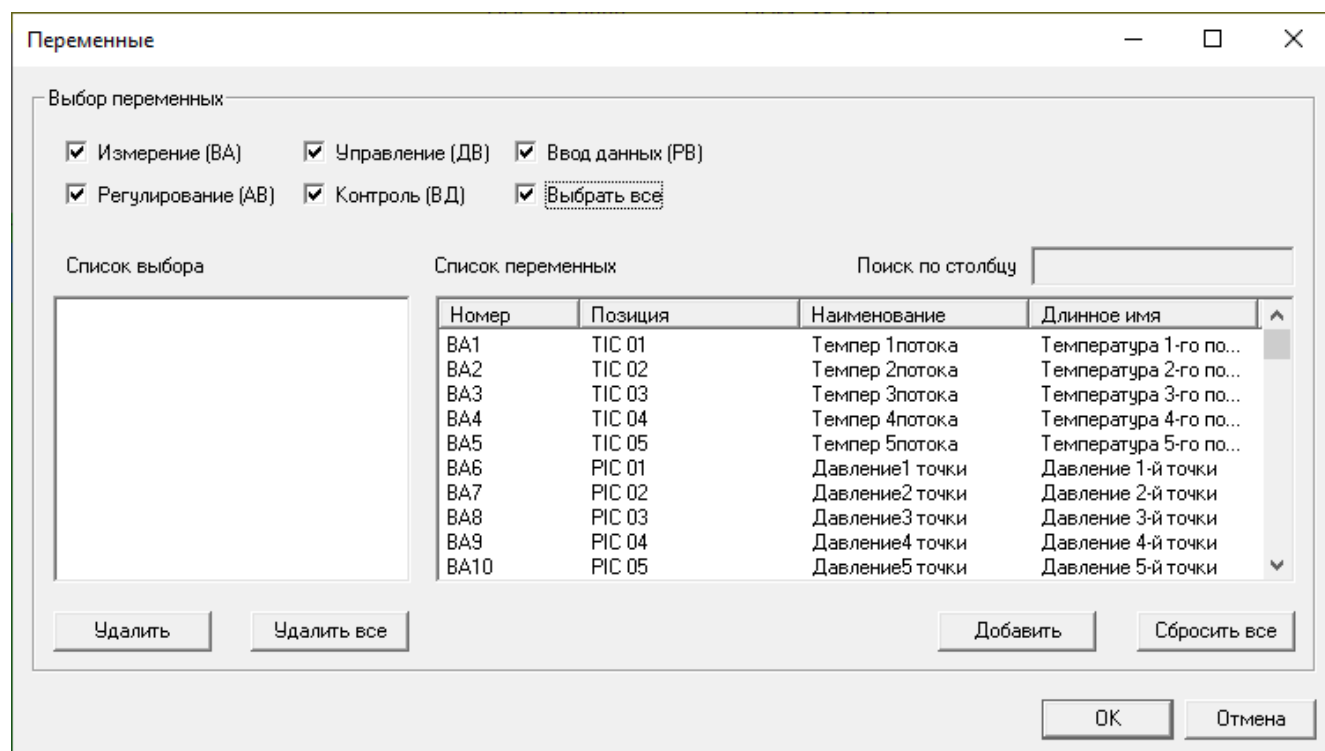 Переменные
Выбор переменных
Измерение (ВА) Управление (ДВ) Ввод данных (РВ)
Регулирование (АВ) Контроль (ВД) Выбрать все
Список выбора Список переменных Поиск по столбцу
Номер Позиция Наименование Длинное имя
ВА1 TIC 01 Темпер 1потока Температура 1-го по...
ВА2 TIC 02 Темпер 2потока Температура 2-го по...
ВА3 TIC 03 Темпер 3потока Температура 3-го по...
ВА4 TIC 04 Темпер 4потока Температура 4-го по...
ВА5 TIC 05 Темпер 5потока Температура 5-го по...
ВА6 PIC 01 Давление1 точки Давление 1-й точки
ВА7 PIC 02 Давление2 точки Давление 2-й точки
ВА8 PIC 03 Давление3 точки Давление 3-й точки
ВА9 PIC 04 Давление4 точки Давление 4-й точки
ВА10 PIC 05 Давление5 точки Давление 5-й точки
Удалить Удалить все Добавить Сбросить все
OK Отмена